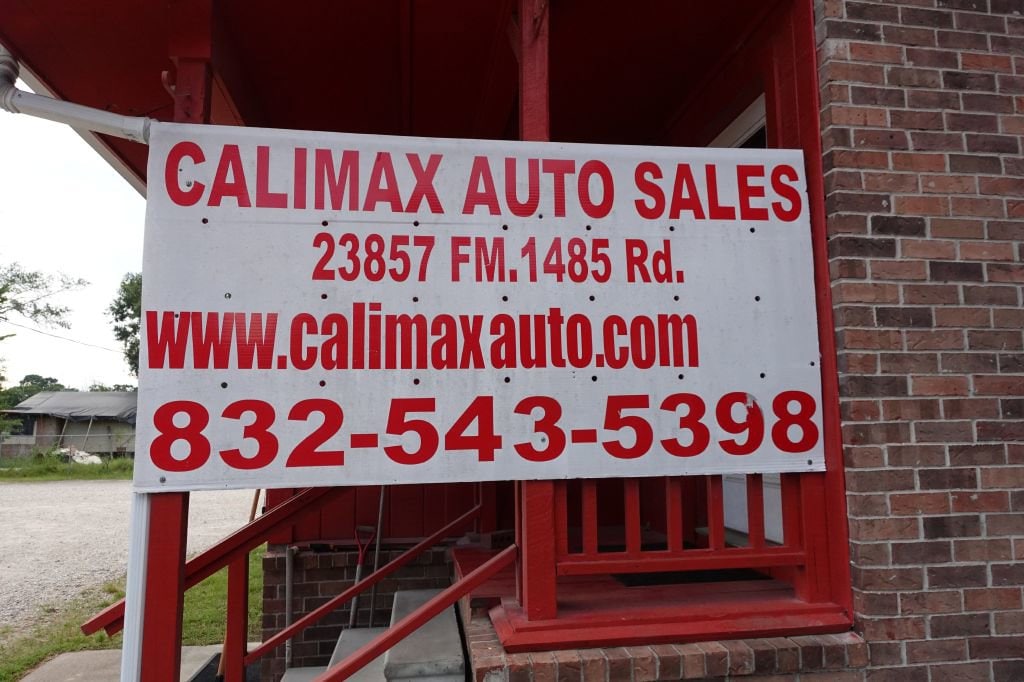 CALIMAX AUTO SALES
23857 FM.1485 Rd.
www.calimaxauto.com
832-543-5398